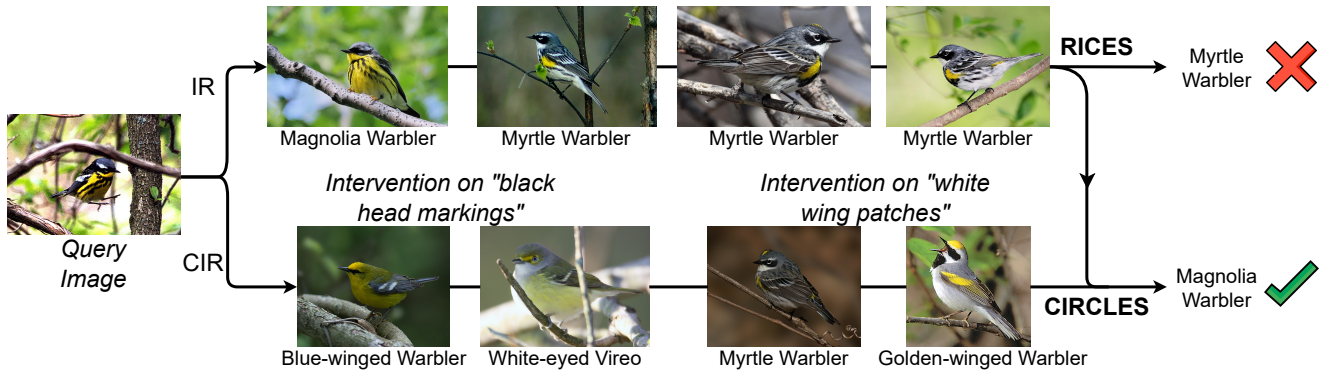 IR
RICES
Myrtle
Warbler
Magnolia Warbler
Myrtle Warbler
Myrtle Warbler
Myrtle Warbler
Query
Image
Intervention on "black
head markings"
Intervention on "white
wing patches"
CIR
CIRCLES
Magnolia
Warbler
Blue-winged Warbler
White-eyed Vireo
Myrtle Warbler
Golden-winged Warbler